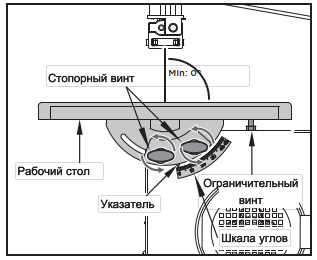 Min: 0°
Стопорный винт
Рабочий стол
Указатель
Ограничительный
винт
Шкала углов